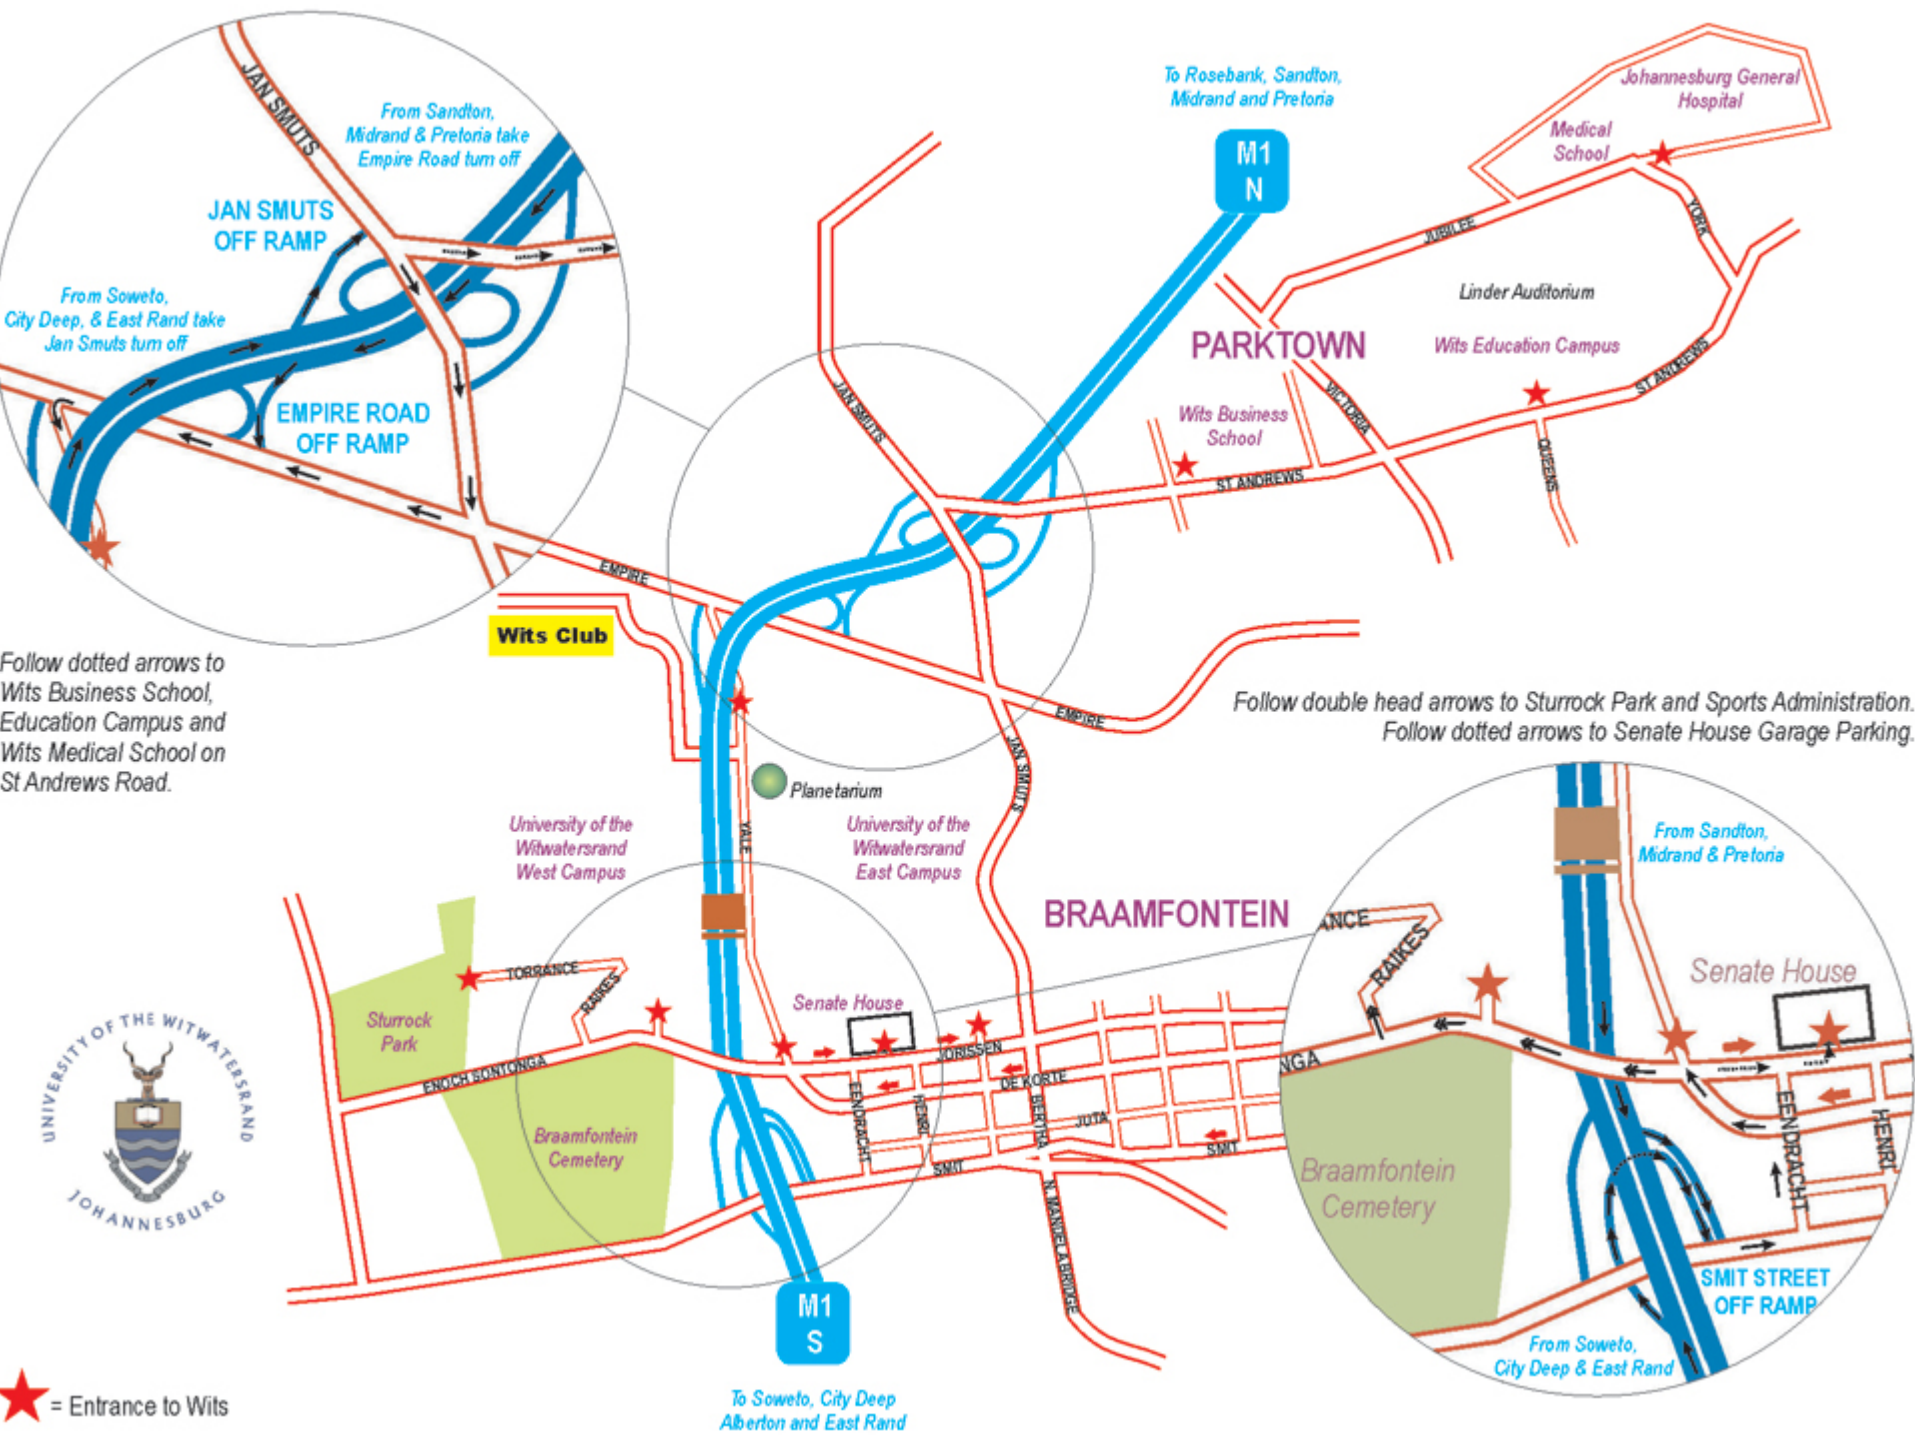 JAN SMUTS
From Sandton,
Midrand & Pretoria take
Empire Road turn off
JAN SMUTS
OFF RAMP
From Soweto,
City Deep, & East Rand take
Jan Smuts turn off
EMPIRE ROAD
OFF RAMP
To Rosebank, Sandton,
Midrand and Pretoria
M1
N
Johannesburg General
Hospital
Medical
School
YORK
JUBILEE
Linder Auditorium
Wits Education Campus
PARKTOWN
ST ANDREWS
VICTORIA
Wits Business
School
ST ANDREWS
QUEENS
JAN SMUTS
EMPIRE
Wits Club
EMPIRE
JAN SMUTS
Follow dotted arrows to
Wits Business School,
Education Campus and
Wits Medical School on
St Andrews Road.
Follow double head arrows to Sturrock Park and Sports Administration.
Follow dotted arrows to Senate House Garage Parking.
Planetarium
YALE
University of the
Witwatersrand
West Campus
University of the
Witwatersrand
East Campus
BRAAMFONTEIN
TORRANCE
RAIKES
Senate House
Sturrock
Park
ENOCH SONTONGA
JORISSEN
DE KORTE
EENDRACHT
HENRI
BERTHA
JUTA
SMIT
SMIT
Braamfontein
Cemetery
N. MANDELA BRIDGE
M1
S
To Soweto, City Deep
Alberton and East Rand
From Sandton,
Midrand & Pretoria
ANCE
RAIKES
Senate House
NGA
EENDRACHT
HENRI
Braamfontein
Cemetery
SMIT STREET
OFF RAMP
From Soweto,
City Deep & East Rand
UNIVERSITY OF THE WITWATERSRAND
JOHANNESBURG
= Entrance to Wits